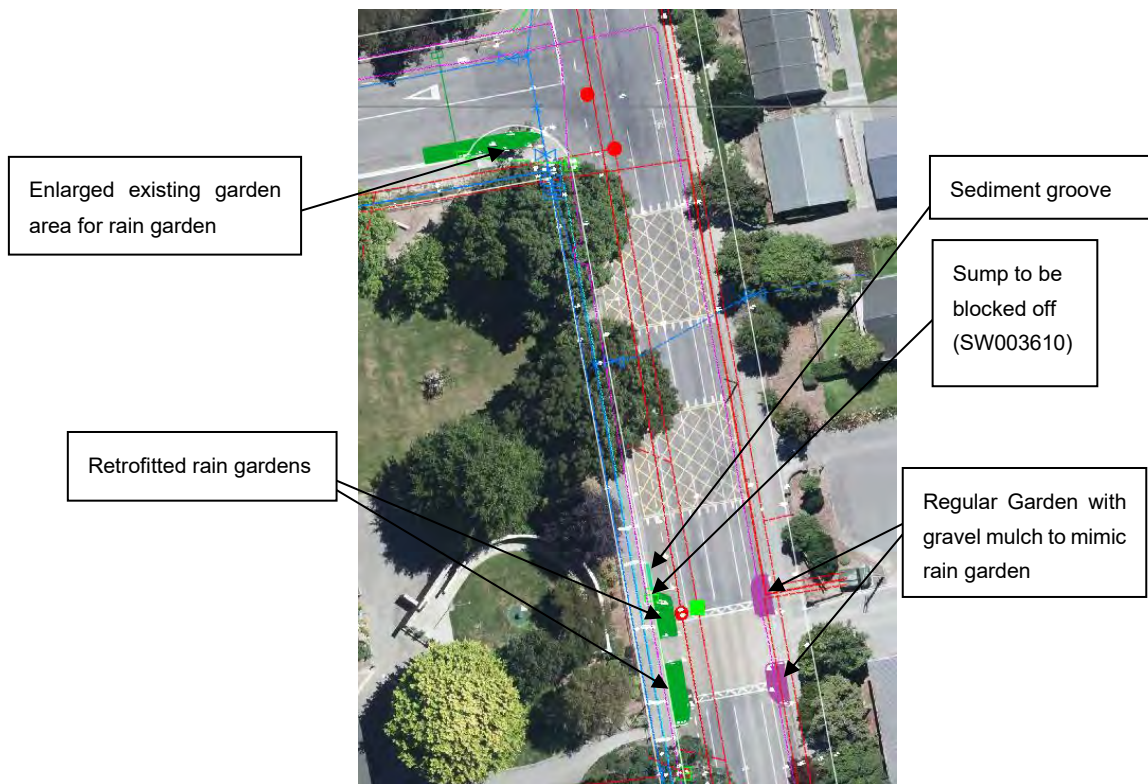 Enlarged existing garden
area for rain garden
Sediment groove
Sump to be
blocked off
(SW003610)
Retrofitted rain gardens
Regular Garden with
gravel mulch to mimic
rain garden